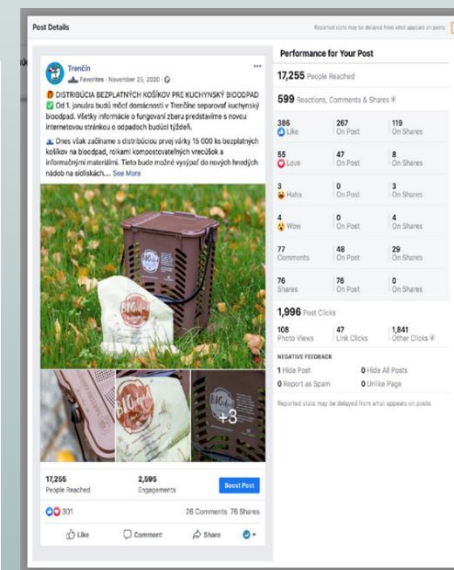 Post Details
Reported stats may be delayed from what appears on posts
Trenčín
Favorites · November 23, 2020
DISTRIBÚCIA BEZPLATNÝCH KOŠÍKOV PRE KUCHYNSKÝ BIOODPAD
Od 1. januára budú môcť domácnosti v Trenčíne separovať kuchynský
bioodpad. Všetky informácie o fungovaní zberu predstavíme s novou
internetovou stránkou o odpadoch budúci týždeň.
Dnes však začíname s distribúciou prvej várky 15 000 ks bezplatných
košíkov na bioodpad, rolkami kompostovateľných vrecúšok a
informačnými materiálmi. Tieto bude možné vysýpať do nových hnedých
nádob na sídliskách.... See More
+3
17,255
People Reached
2,595
Engagements
Boost Post
301
26 Comments 76 Shares
Like
Comment
Share
Performance for Your Post
17,255 People Reached
599 Reactions, Comments & Shares
386
Like
267
On Post
119
On Shares
55
Love
47
On Post
8
On Shares
3
Haha
0
On Post
3
On Shares
4
Wow
0
On Post
4
On Shares
77
Comments
48
On Post
29
On Shares
76
Shares
76
On Post
0
On Shares
1,996 Post Clicks
108
Photo Views
47
Link Clicks
1,841
Other Clicks
NEGATIVE FEEDBACK
1 Hide Post
0 Hide All Posts
0 Report as Spam
0 Unlike Page
Reported stats may be delayed from what appears on posts